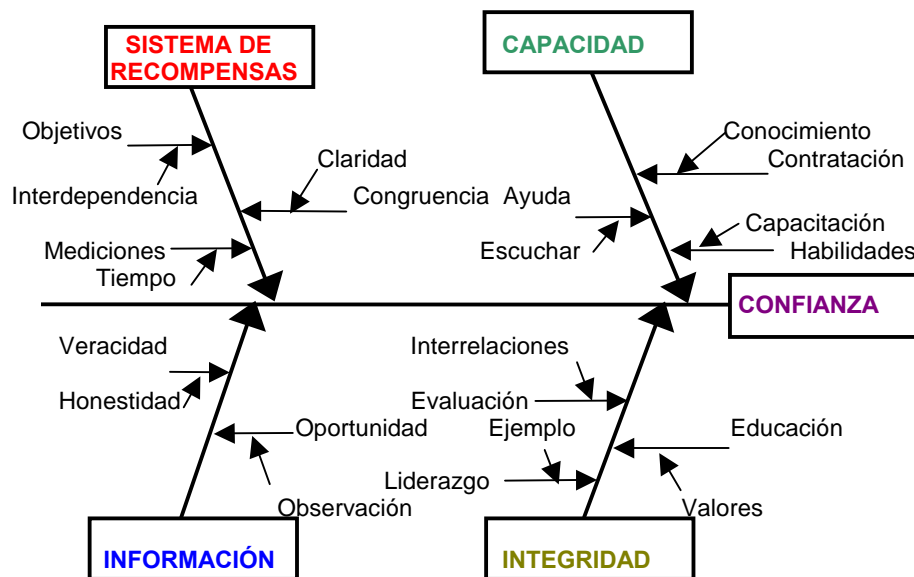 SISTEMA DE
RECOMPENSAS
CAPACIDAD
Objetivos
Interdependencia
Claridad
Congruencia
Mediciones
Tiempo
Conocimiento
Contratación
Ayuda
Escuchar
Capacitación
Habilidades
CONFIANZA
Veracidad
Honestidad
Oportunidad
Observación
Interrelaciones
Evaluación
Ejemplo
Liderazgo
Educación
Valores
INFORMACIÓN
INTEGRIDAD